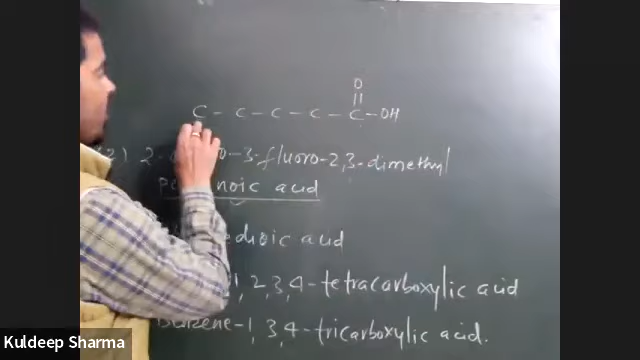 O
||
C - C - C - C - C - OH
(2) 2- o-3-fluoro-2,3-dimethyl
noic acid
dioic acid
1,2,3,4-tetracarboxylic acid
Benzene-1,3,4-tricarboxylic acid.
Kuldeep Sharma